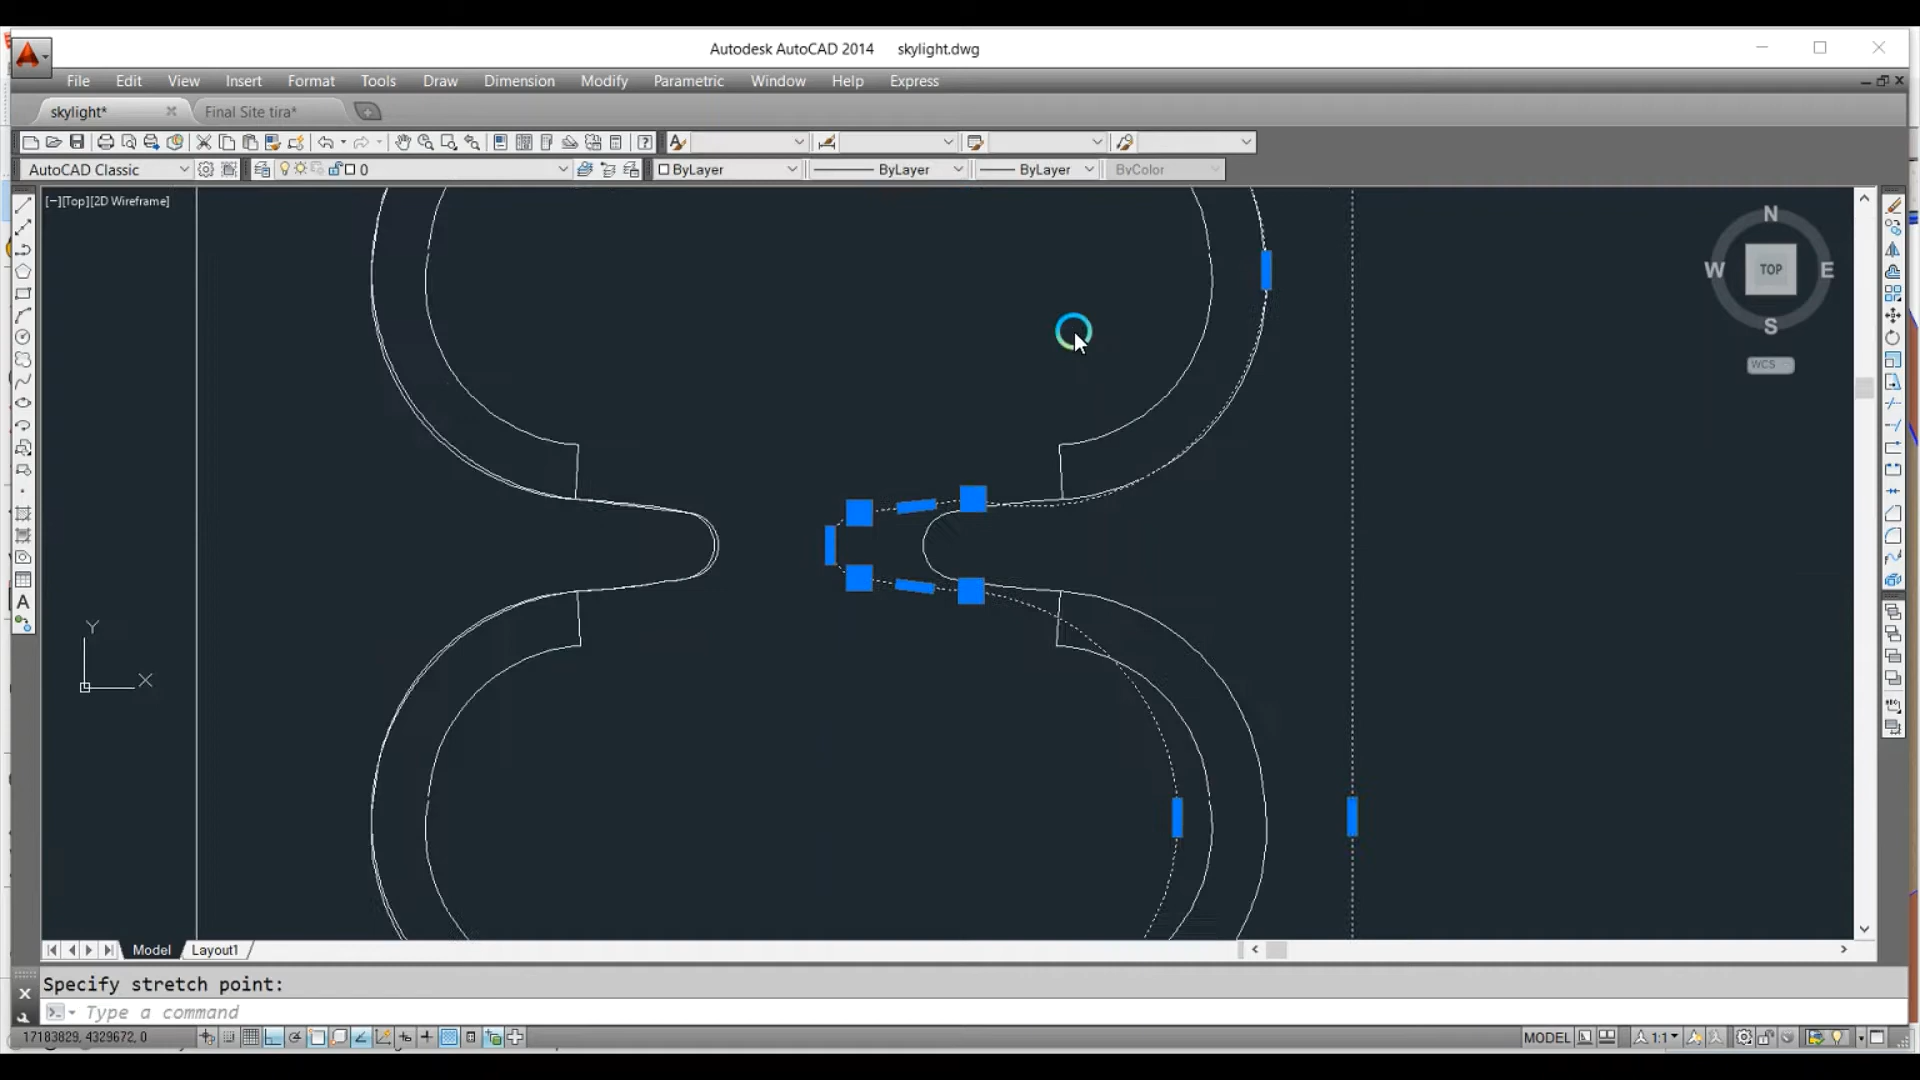 Autodesk AutoCAD 2014 skylight.dwg
File Edit View Insert Format Tools Draw Dimension Modify Parametric Window Help Express
skylight* Final Site tira*
AutoCAD Classic 0 ByLayer ByLayer ByLayer ByColor
[−][Top][2D Wireframe]
N
W TOP E
S
WCS
A
Y
X
Model Layout1
Specify stretch point:
Type a command
17183829, 4329672, 0 MODEL 1:1